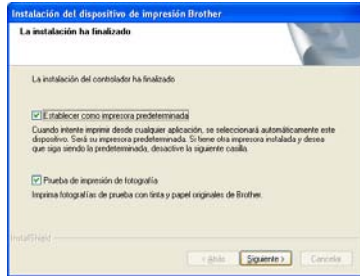 Instalación del dispositivo de impresión Brother
La instalación ha finalizado
La instalación del controlador ha finalizado
Establecer como impresora predeterminada
Cuando intente imprimir desde cualquier aplicación, se seleccionará automáticamente este
dispositivo. Será su impresora predeterminada. Si tiene otra impresora instalada y desea
que siga siendo la predeterminada, desactive la siguiente casilla.
Prueba de impresión de fotografía
Imprima fotografías de prueba con tinta y papel originales de Brother.
InstallShield
< Atrás Siguiente > Cancelar